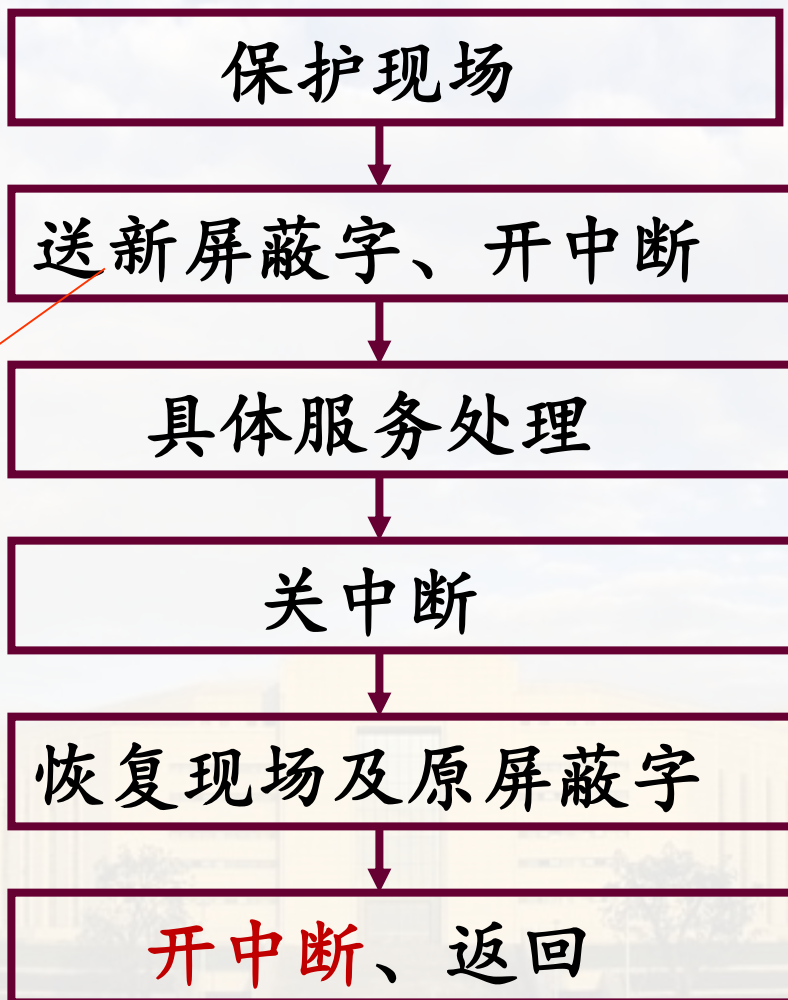 保护现场
送新屏蔽字、开中断
具体服务处理
关中断
恢复现场及原屏蔽字
开中断、返回